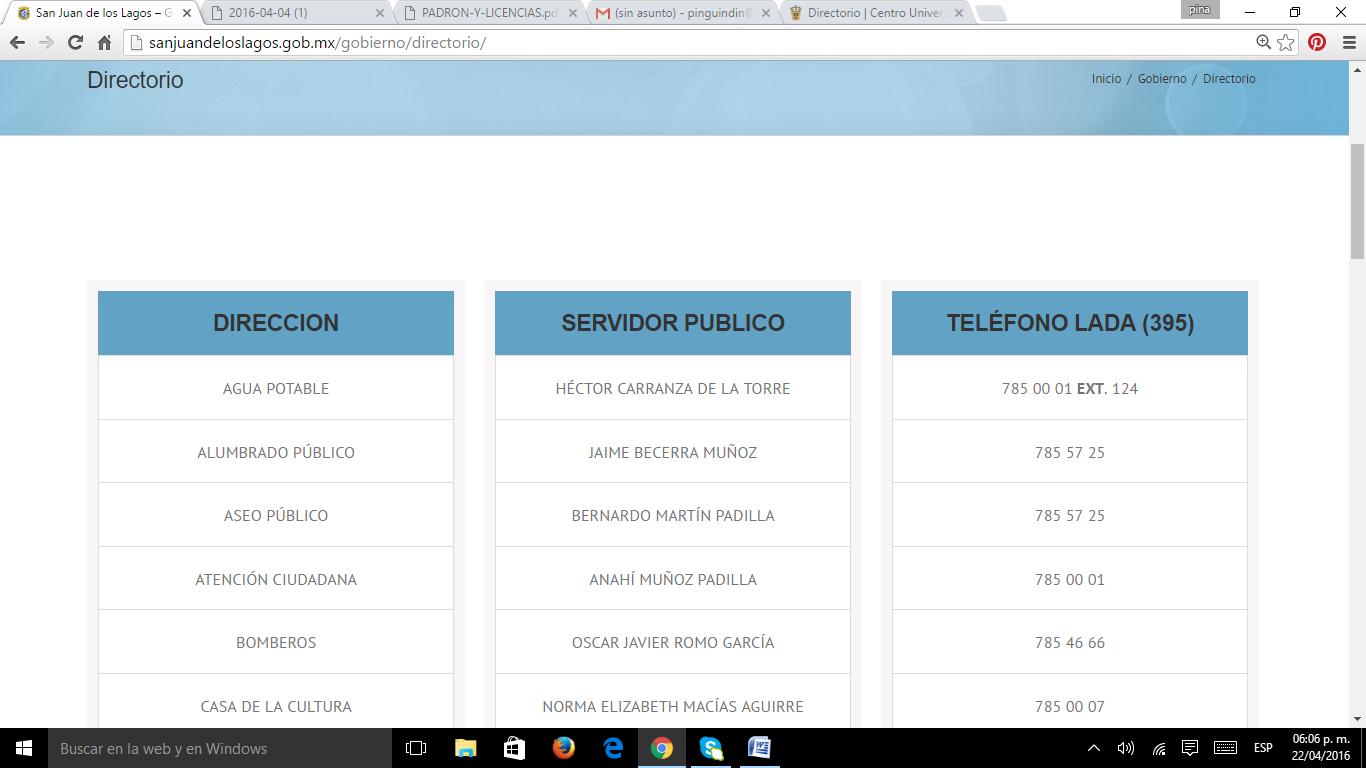 San Juan de los Lagos – G
2016-04-04 (1)
PADRON-Y-LICENCIAS.pd
(sin asunto) - pinguindin@
Directorio | Centro Univer
pina
sanjuandeloslagos.gob.mx/gobierno/directorio/
Directorio
Inicio / Gobierno / Directorio
DIRECCION SERVIDOR PUBLICO TELÉFONO LADA (395)
AGUA POTABLE HÉCTOR CARRANZA DE LA TORRE 785 00 01 EXT. 124
ALUMBRADO PÚBLICO JAIME BECERRA MUÑOZ 785 57 25
ASEO PÚBLICO BERNARDO MARTÍN PADILLA 785 57 25
ATENCIÓN CIUDADANA ANAHÍ MUÑOZ PADILLA 785 00 01
BOMBEROS OSCAR JAVIER ROMO GARCÍA 785 46 66
CASA DE LA CULTURA NORMA ELIZABETH MACÍAS AGUIRRE 785 00 07
Buscar en la web y en Windows
ESP
06:06 p. m.
22/04/2016